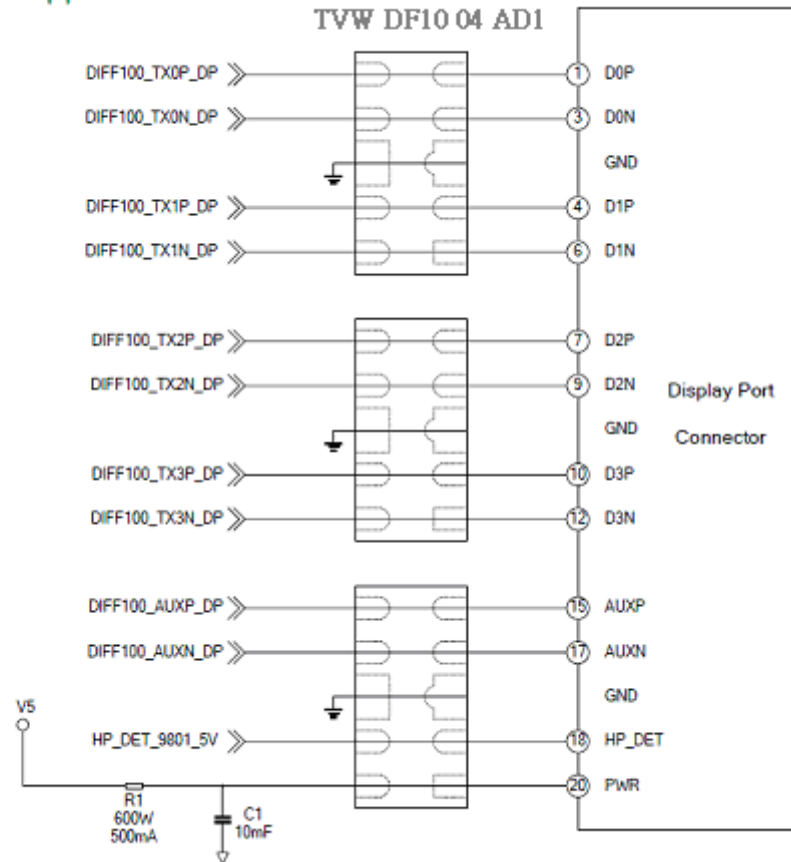 TVW DF10 04 AD1
DIFF100_TX0P_DP
1
D0P
DIFF100_TX0N_DP
3
D0N
GND
DIFF100_TX1P_DP
4
D1P
DIFF100_TX1N_DP
6
D1N
DIFF100_TX2P_DP
7
D2P
DIFF100_TX2N_DP
9
D2N
Display Port
GND
Connector
DIFF100_TX3P_DP
10
D3P
DIFF100_TX3N_DP
12
D3N
DIFF100_AUXP_DP
15
AUXP
DIFF100_AUXN_DP
17
AUXN
GND
V5
HP_DET_9801_5V
18
HP_DET
20
PWR
R1
600W
500mA
C1
10mF